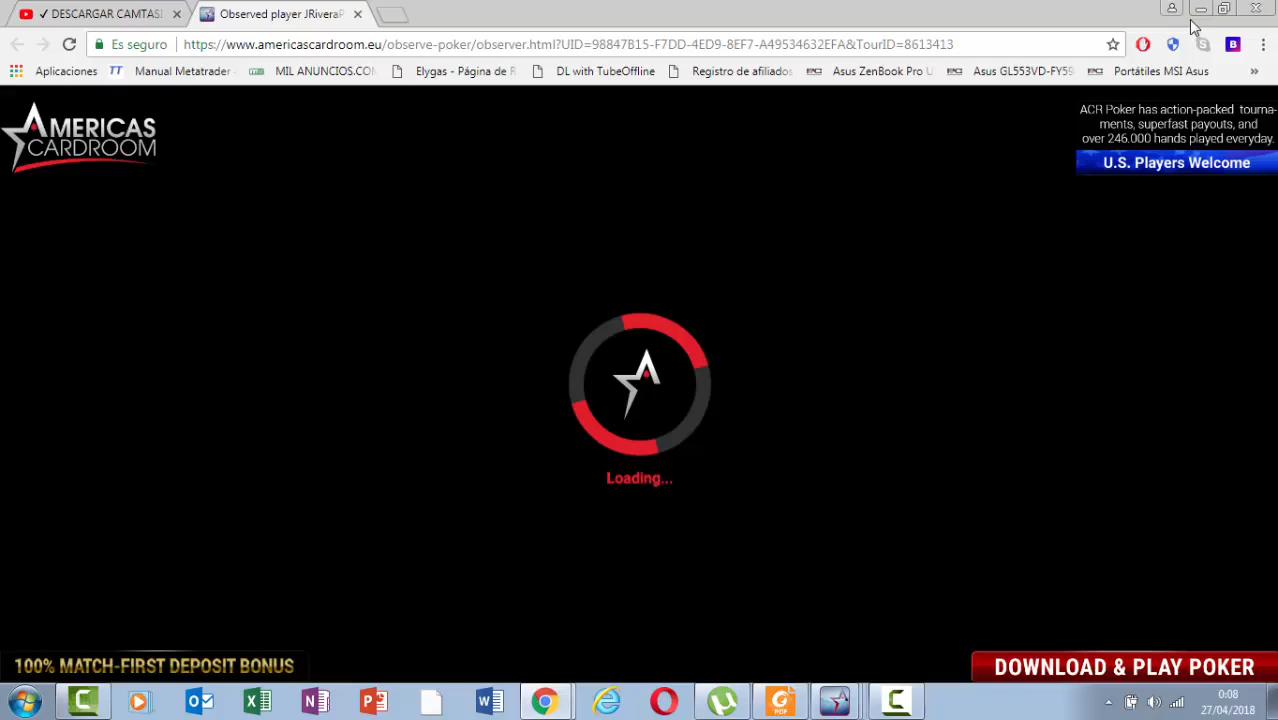 ✓ DESCARGAR CAMTASI
Observed player JRiveraP
Es seguro
https://www.americascardroom.eu/observe-poker/observer.html?UID=98847B15-F7DD-4ED9-8EF7-A49534632EFA&TourID=8613413
Aplicaciones
Manual Metatrader
MIL ANUNCIOS.COM
Elygas - Página de R
DL with TubeOffline
Registro de afiliados
Asus ZenBook Pro U
Asus GL553VD-FY59
Portátiles MSI Asus
AMERICAS
CARDROOM
ACR Poker has action-packed tourna-
ments, superfast payouts, and
over 246.000 hands played everyday.
U.S. Players Welcome
Loading...
100% MATCH-FIRST DEPOSIT BONUS
DOWNLOAD & PLAY POKER
0:08
27/04/2018